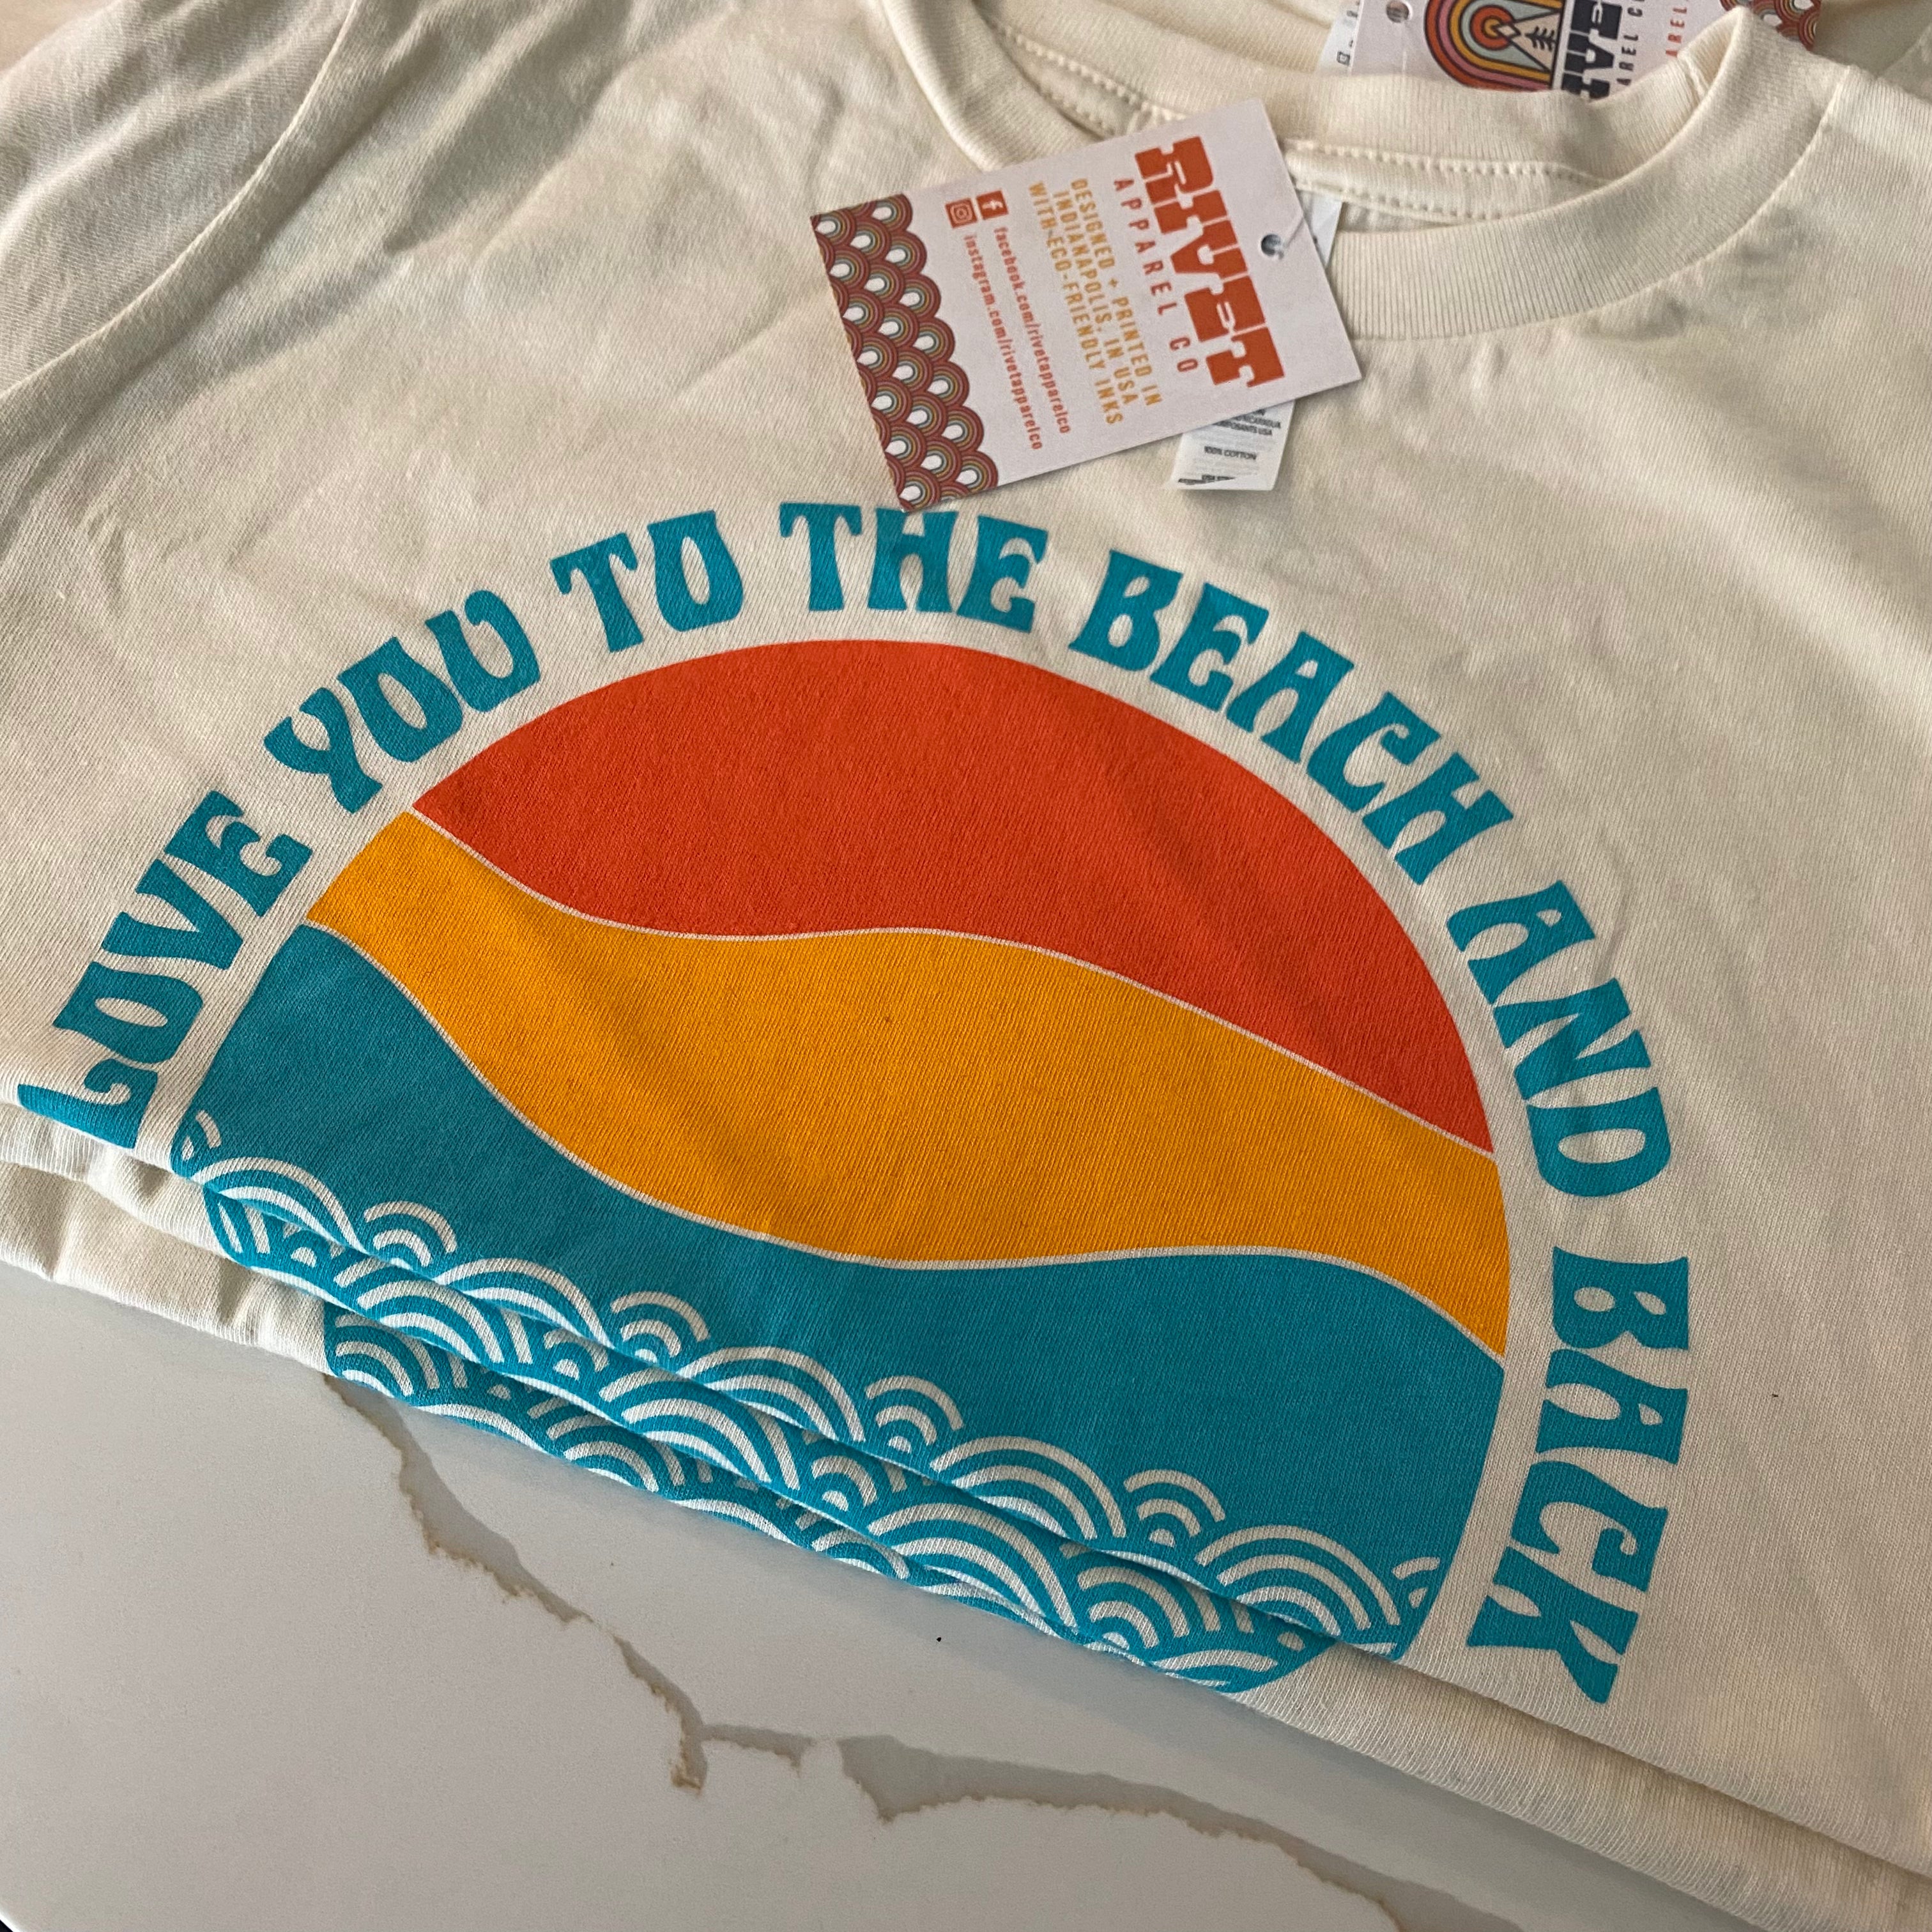 LOVE YOU TO THE BEACH AND BACK
RIVET
APPAREL CO
DESIGNED + PRINTED IN
INDIANAPOLIS, IN USA
WITH ECO-FRIENDLY INKS
facebook.com/rivetapparelco
instagram.com/rivetapparelco
100% COTTON